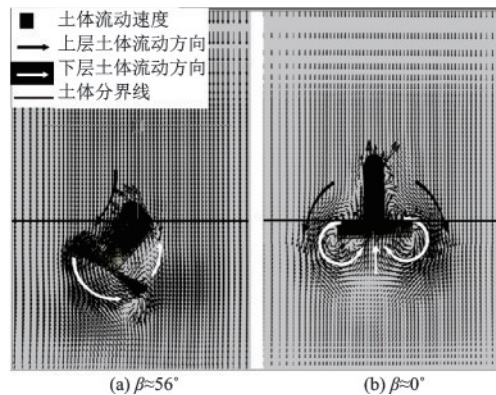 土体流动速度
上层土体流动方向
下层土体流动方向
土体分界线
(a) β≈56°
(b) β≈0°